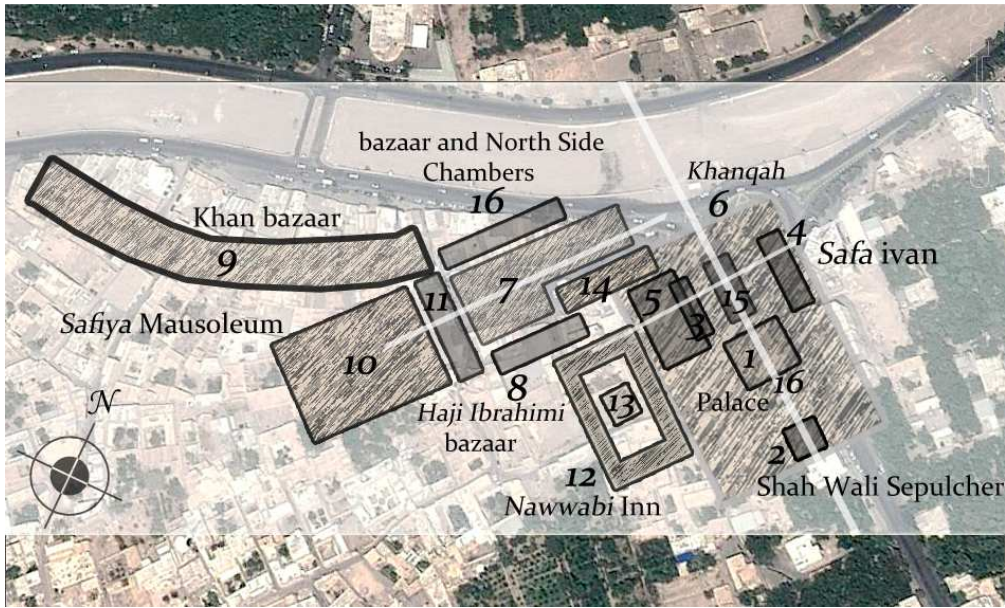 bazaar and North Side
Chambers
16
Khanqah
6
4
Safa ivan
Khan bazaar
9
11
7
14
5
3
15
Safiya Mausoleum
10
8
Haji Ibrahimi
bazaar
1
16
Palace
13
2
12
Nawwabi Inn
Shah Wali Sepulcher
N